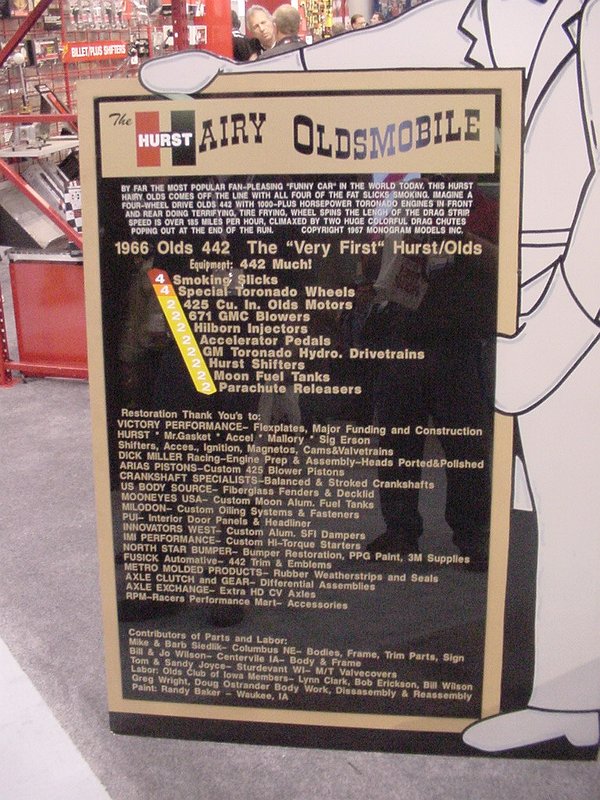 BILLET/PLUS SHIFTERS
The HURST HAIRY OLDSMOBILE
BY FAR THE MOST POPULAR FAN-PLEASING "FUNNY CAR" IN THE WORLD TODAY, THIS HURST
HAIRY OLDS COMES OFF THE LINE WITH ALL FOUR OF THE FAT SLICKS SMOKING. IMAGINE A
FOUR-WHEEL DRIVE OLDS 442 WITH 1000-PLUS HORSEPOWER TORONADO ENGINES IN FRONT
AND REAR DOING TERRIFYING, TIRE FRYING, WHEEL SPINS THE LENGH OF THE DRAG STRIP
SPEED IS OVER 185 MILES PER HOUR, CLIMAXED BY TWO HUGE COLORFUL DRAG CHUTES
POPING OUT AT THE END OF THE RUN. COPYRIGHT 1967 MONOGRAM MODELS INC.
1966 Olds 442 The "Very First" Hurst/Olds
Equipment: 442 Much!
4 Smoking Slicks
4 Special Toronado Wheels
2 425 Cu. In. Olds Motors
2 671 GMC Blowers
2 Hilborn Injectors
2 Accelerator Pedals
2 GM Toronado Hydro. Drivetrains
2 Hurst Shifters
2 Moon Fuel Tanks
2 Parachute Releasers
Restoration Thank You's to:
VICTORY PERFORMANCE- Flexplates, Major Funding and Construction
HURST * Mr.Gasket * Accel * Mallory * Sig Erson
Shifters, Acces., Ignition, Magnetos, Cams&Valvetrains
DICK MILLER Racing-Engine Prep & Assembly-Heads Ported&Polished
ARIAS PISTONS-Custom 425 Blower Pistons
CRANKSHAFT SPECIALISTS-Balanced & Stroked Crankshafts
US BODY SOURCE- Fiberglass Fenders & Decklid
MOONEYES USA- Custom Moon Alum. Fuel Tanks
MILODON- Custom Oiling Systems & Fasteners
PUI- Interior Door Panels & Headliner
INNOVATORS WEST- Custom Alum. SFI Dampers
IMI PERFORMANCE- Custom Hi-Torque Starters
NORTH STAR BUMPER- Bumper Restoration, PPG Paint, 3M Supplies
FUSICK Automative- 442 Trim & Emblems
METRO MOLDED PRODUCTS- Rubber Weatherstrips and Seals
AXLE CLUTCH and GEAR- Differential Assemblies
AXLE EXCHANGE- Extra HD CV Axles
RPM-Racers Performance Mart- Accessories
Contributors of Parts and Labor:
Mike & Barb Siedlik- Columbus NE- Bodies, Frame, Trim Parts, Sign
Bill & Jo Wilson- Centervile IA- Body & Frame
Tom & Sandy Joyce- Sturdevant WI- M/T Valvecovers
Labor: Olds Club of Iowa Members- Lynn Clark, Bob Erickson, Bill Wilson
Greg Wright, Doug Ostrander Body Work, Dissasembly & Reassembly
Paint: Randy Baker - Waukee, IA